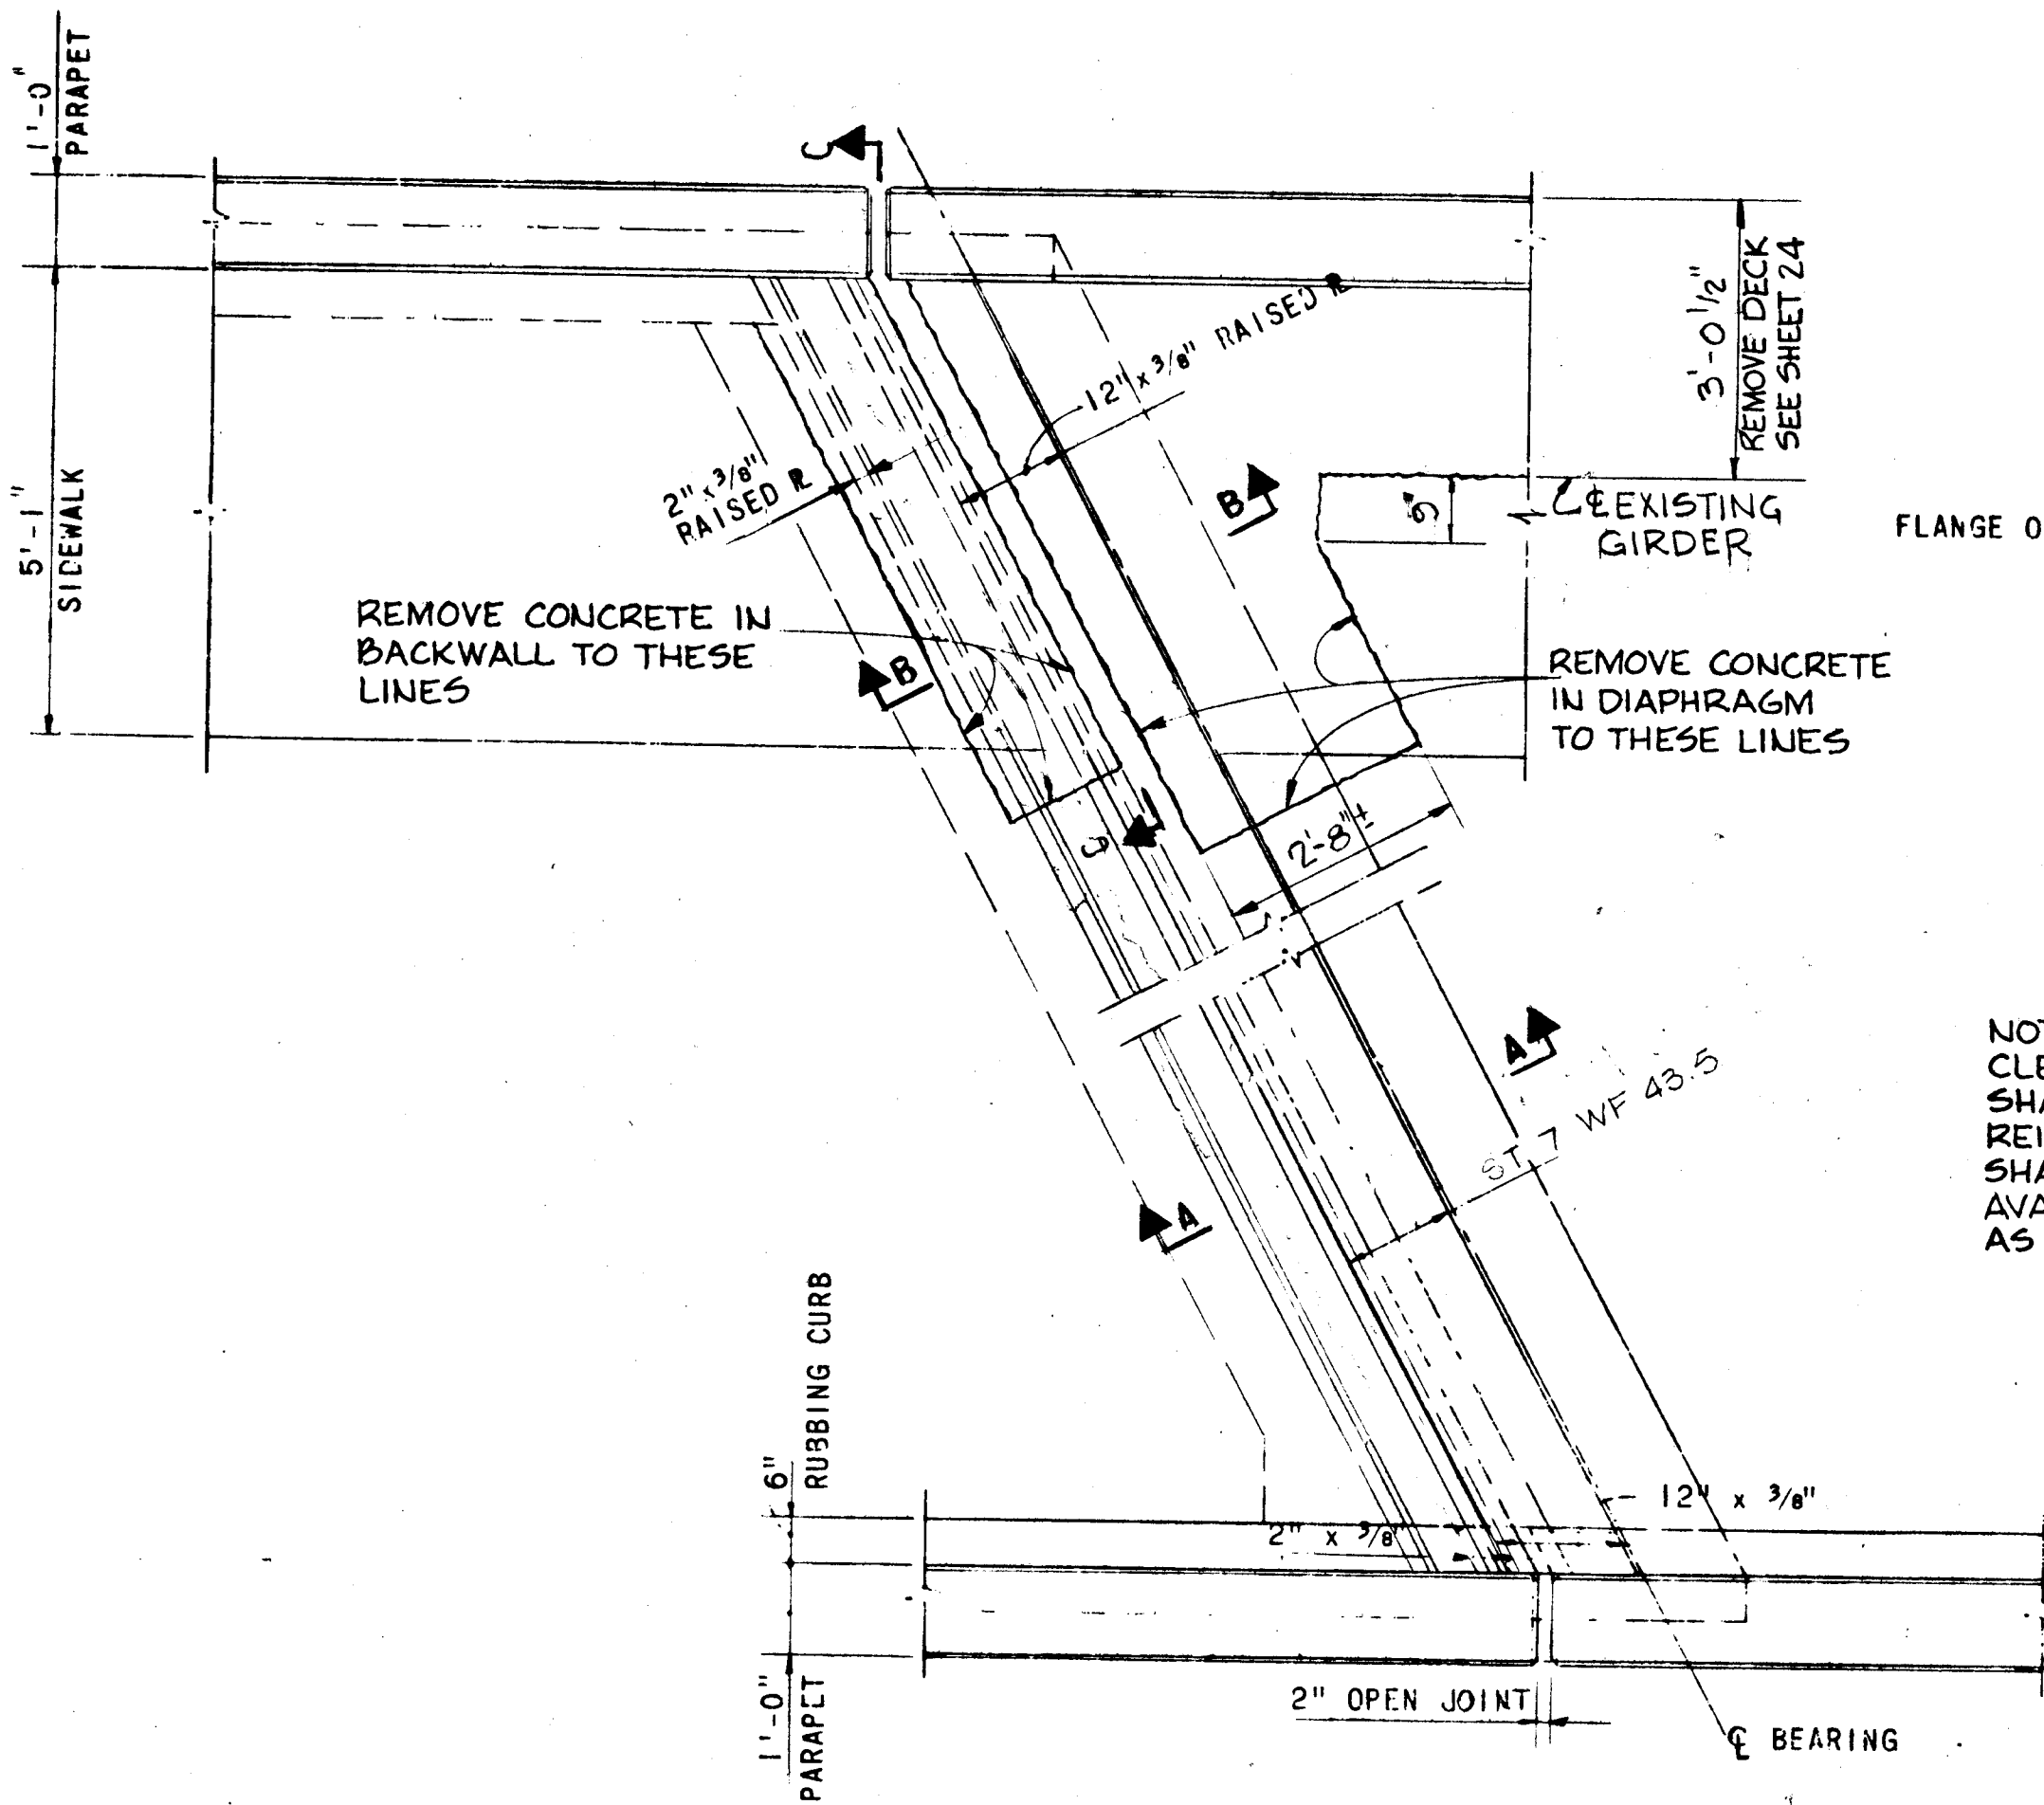 1'-0"
PARAPET
5'-1"
SIDEWALK
C
12" x 3/8" RAISED ℄
2" x 3/8"
RAISED ℄
3'-0 1/2"
REMOVE DECK
SEE SHEET 24
B
9"
℄ EXISTING
GIRDER
FLANGE O
REMOVE CONCRETE IN
BACKWALL TO THESE
LINES
B
REMOVE CONCRETE
IN DIAPHRAGM
TO THESE LINES
C
2'-8"±
A
ST 7 WF 43.5
NOT
CLE
SHA
REI
SHA
AVA
AS
A
6"
RUBBING CURB
2" x 3/8"
12" x 3/8"
1'-0"
PARAPET
2" OPEN JOINT
℄ BEARING